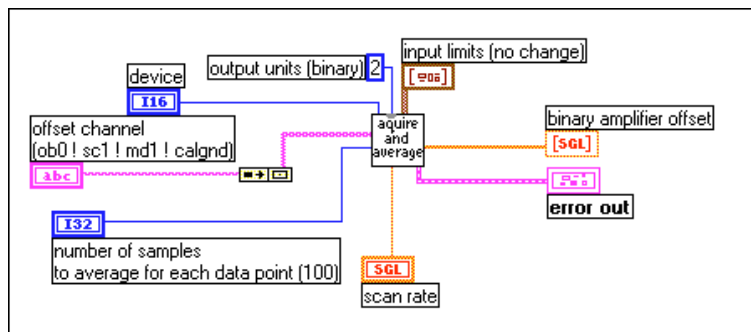 input limits (no change)
output units (binary) 2
device
I16
offset channel
(ob0 ! sc1 ! md1 ! calgnd)
abc
aquire
and
average
binary amplifier offset
[SGL]
error out
I32
number of samples
to average for each data point (100)
SGL
scan rate